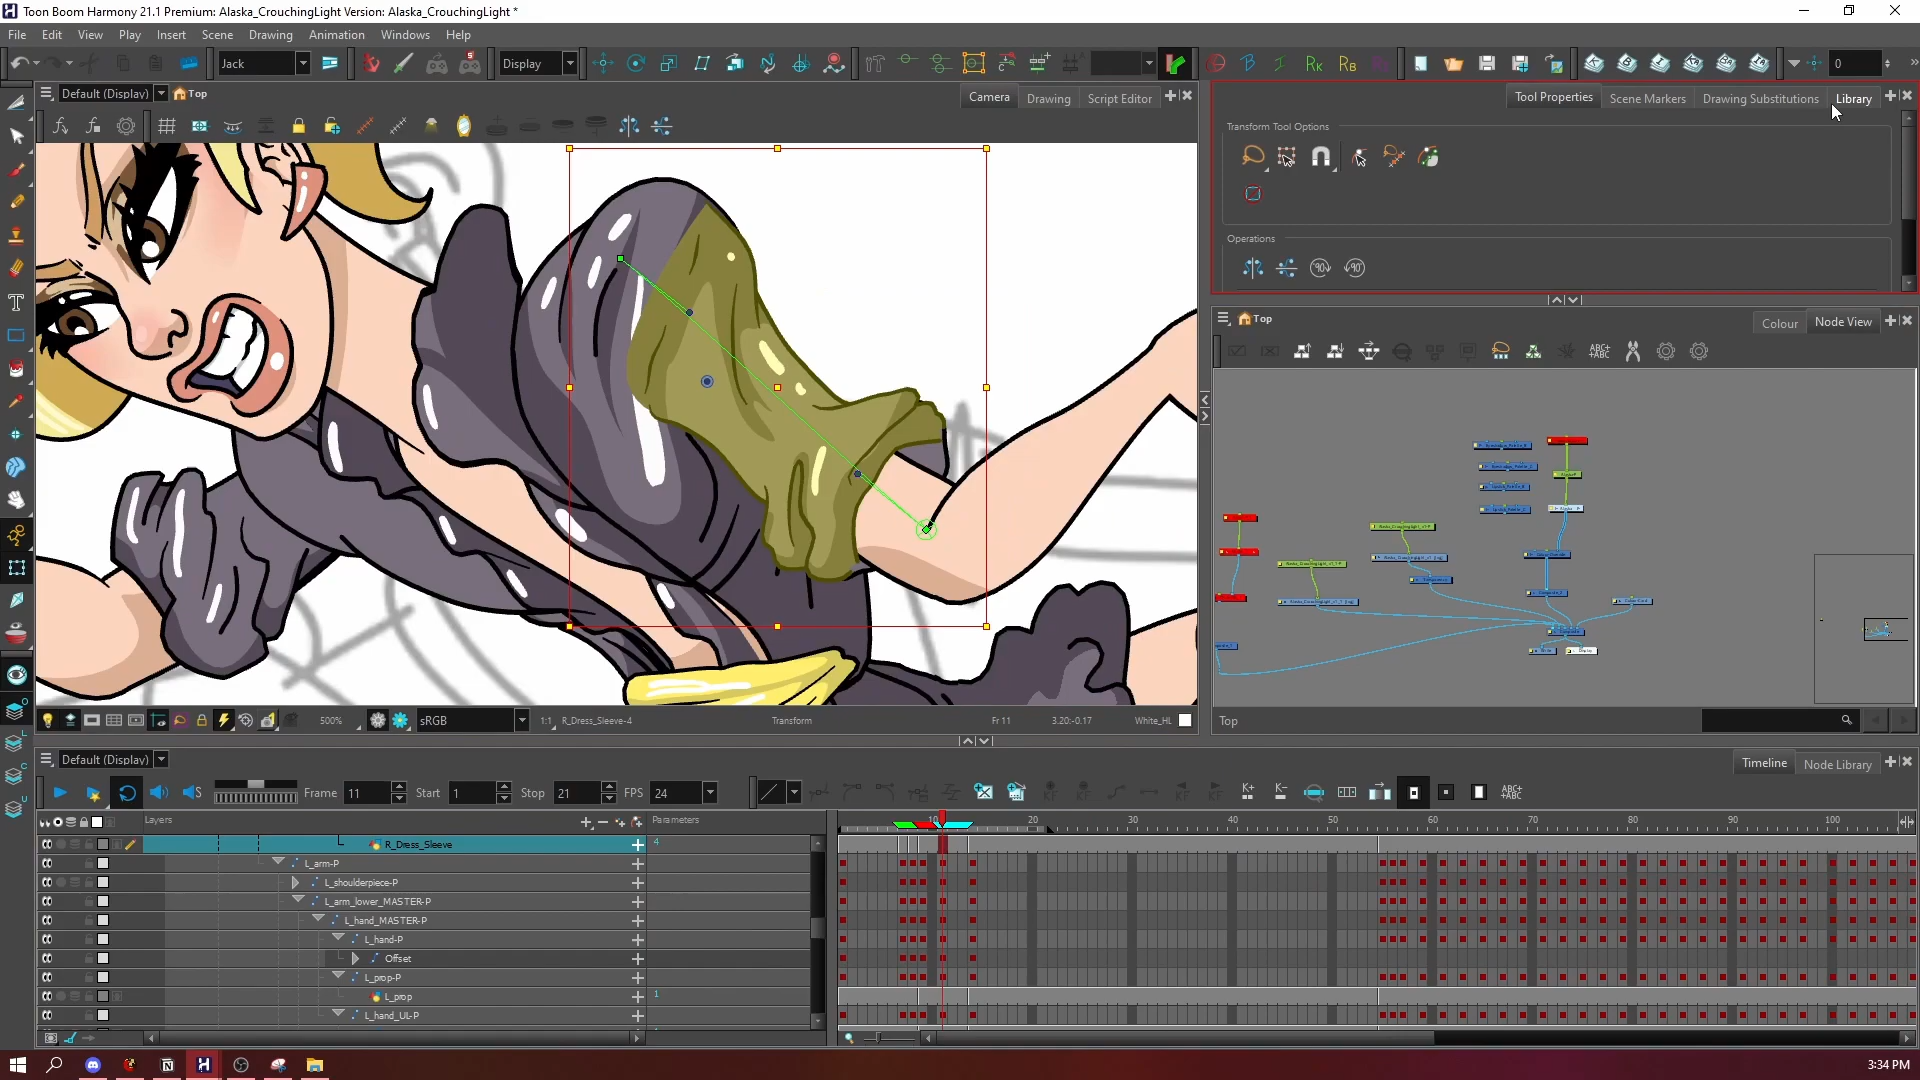 Toon Boom Harmony 21.1 Premium: Alaska_CrouchingLight Version: Alaska_CrouchingLight *
File Edit View Play Insert Scene Drawing Animation Windows Help
Jack Display 0
Default (Display) Top Camera Drawing Script Editor
Tool Properties Scene Markers Drawing Substitutions Library
Transform Tool Options
Operations
Top Colour Node View
500% sRGB 1:1 R_Dress_Sleeve-4 Transform Fr 11 3.20:-0.17 White_HL
Top
Default (Display) Timeline Node Library
Frame 11 Start 1 Stop 21 FPS 24
Layers Parameters 10 20 30 40 50 60 70 80 90 100
R_Dress_Sleeve 4
L_arm-P
L_shoulderpiece-P
L_arm_lower_MASTER-P
L_hand_MASTER-P
L_hand-P
Offset
L_prop-P
L_prop 1
L_hand_UL-P
3:34 PM